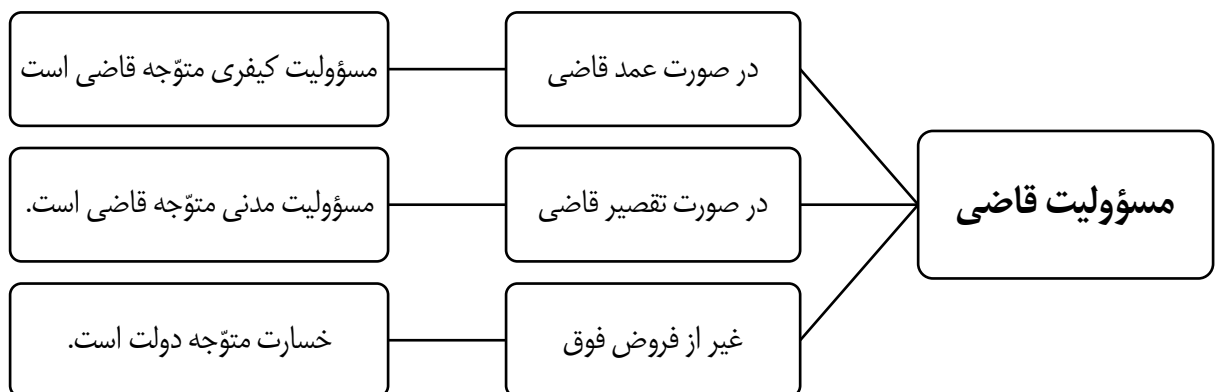 مسؤولیت قاضی
در صورت عمد قاضی
مسؤولیت کیفری متوّجه قاضی است
در صورت تقصیر قاضی
مسؤولیت مدنی متوّجه قاضی است.
غیر از فروض فوق
خسارت متوّجه دولت است.